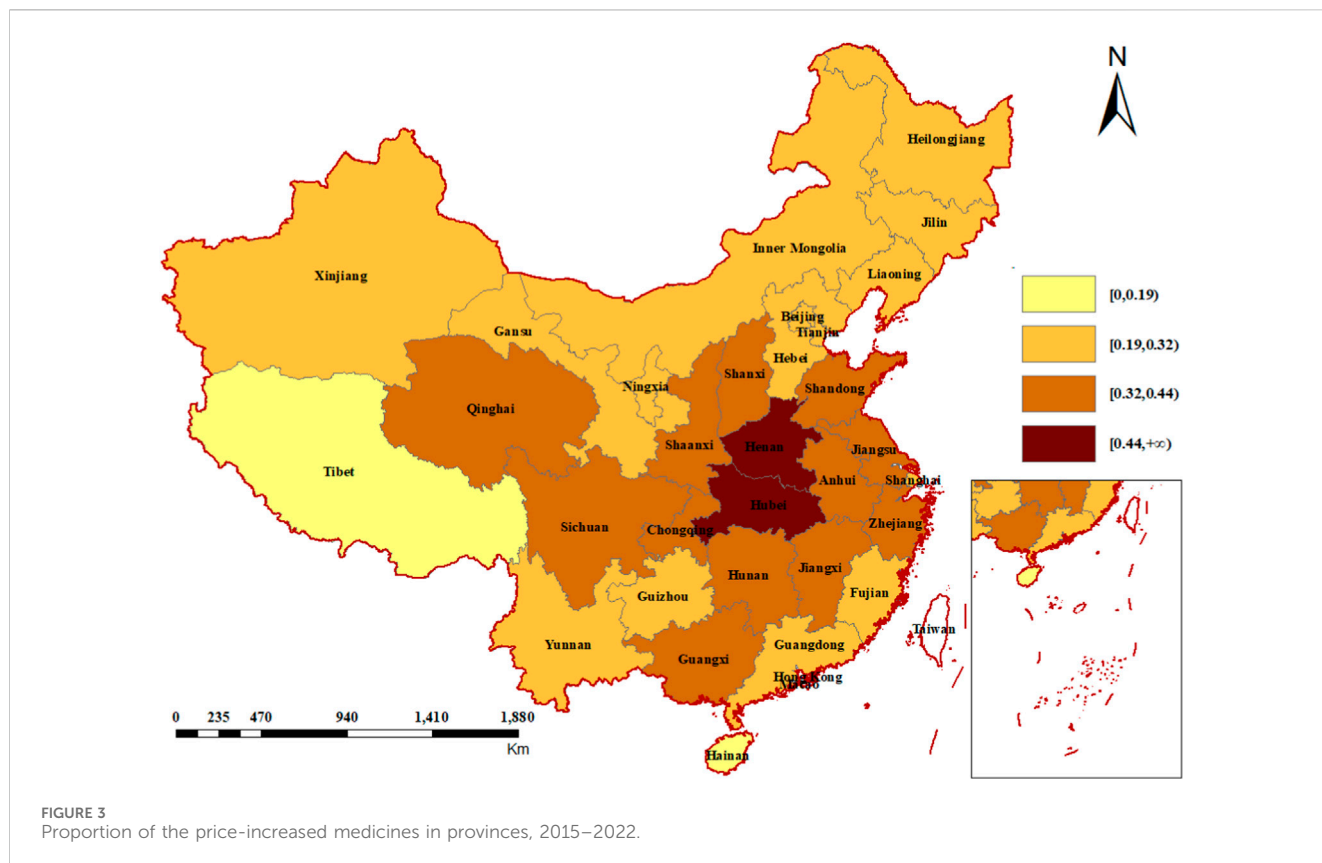 N
Heilongjiang
Jilin
Inner Mongolia
Liaoning
Xinjiang
Beijing
Tianjin
Gansu
Hebei
Ningxia
Shanxi
Shandong
Qinghai
Shaanxi
Henan
Jiangsu
Tibet
Anhui
Shanghai
Hubei
Zhejiang
Sichuan
Chongqing
Hunan
Jiangxi
Guizhou
Fujian
Taiwan
Yunnan
Guangdong
Guangxi
Hong Kong
Hainan
[0,0.19)
[0.19,0.32)
[0.32,0.44)
[0.44,+∞)
0 235 470 940 1,410 1,880
Km
FIGURE 3
Proportion of the price-increased medicines in provinces, 2015–2022.